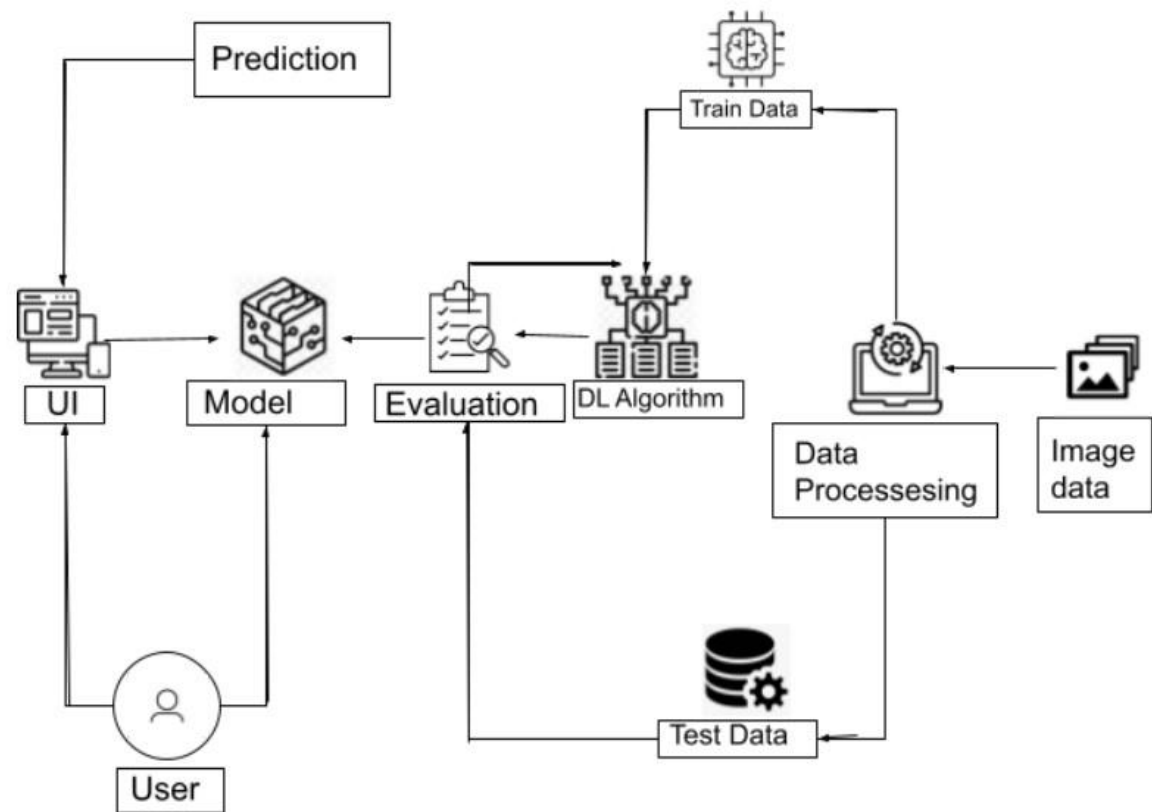 Prediction
Train Data
UI
Model
Evaluation
DL Algorithm
Data
Processesing
Image
data
Test Data
User